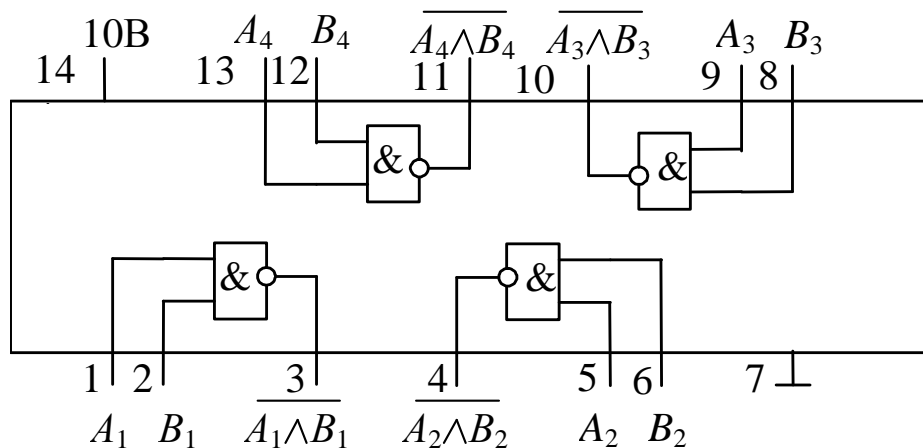 10B A₄ B₄ A₄∧B₄ A₃∧B₃ A₃ B₃
14 13 12 11 10 9 8
& &
& &
1 2 3 4 5 6 7
A₁ B₁ A₁∧B₁ A₂∧B₂ A₂ B₂